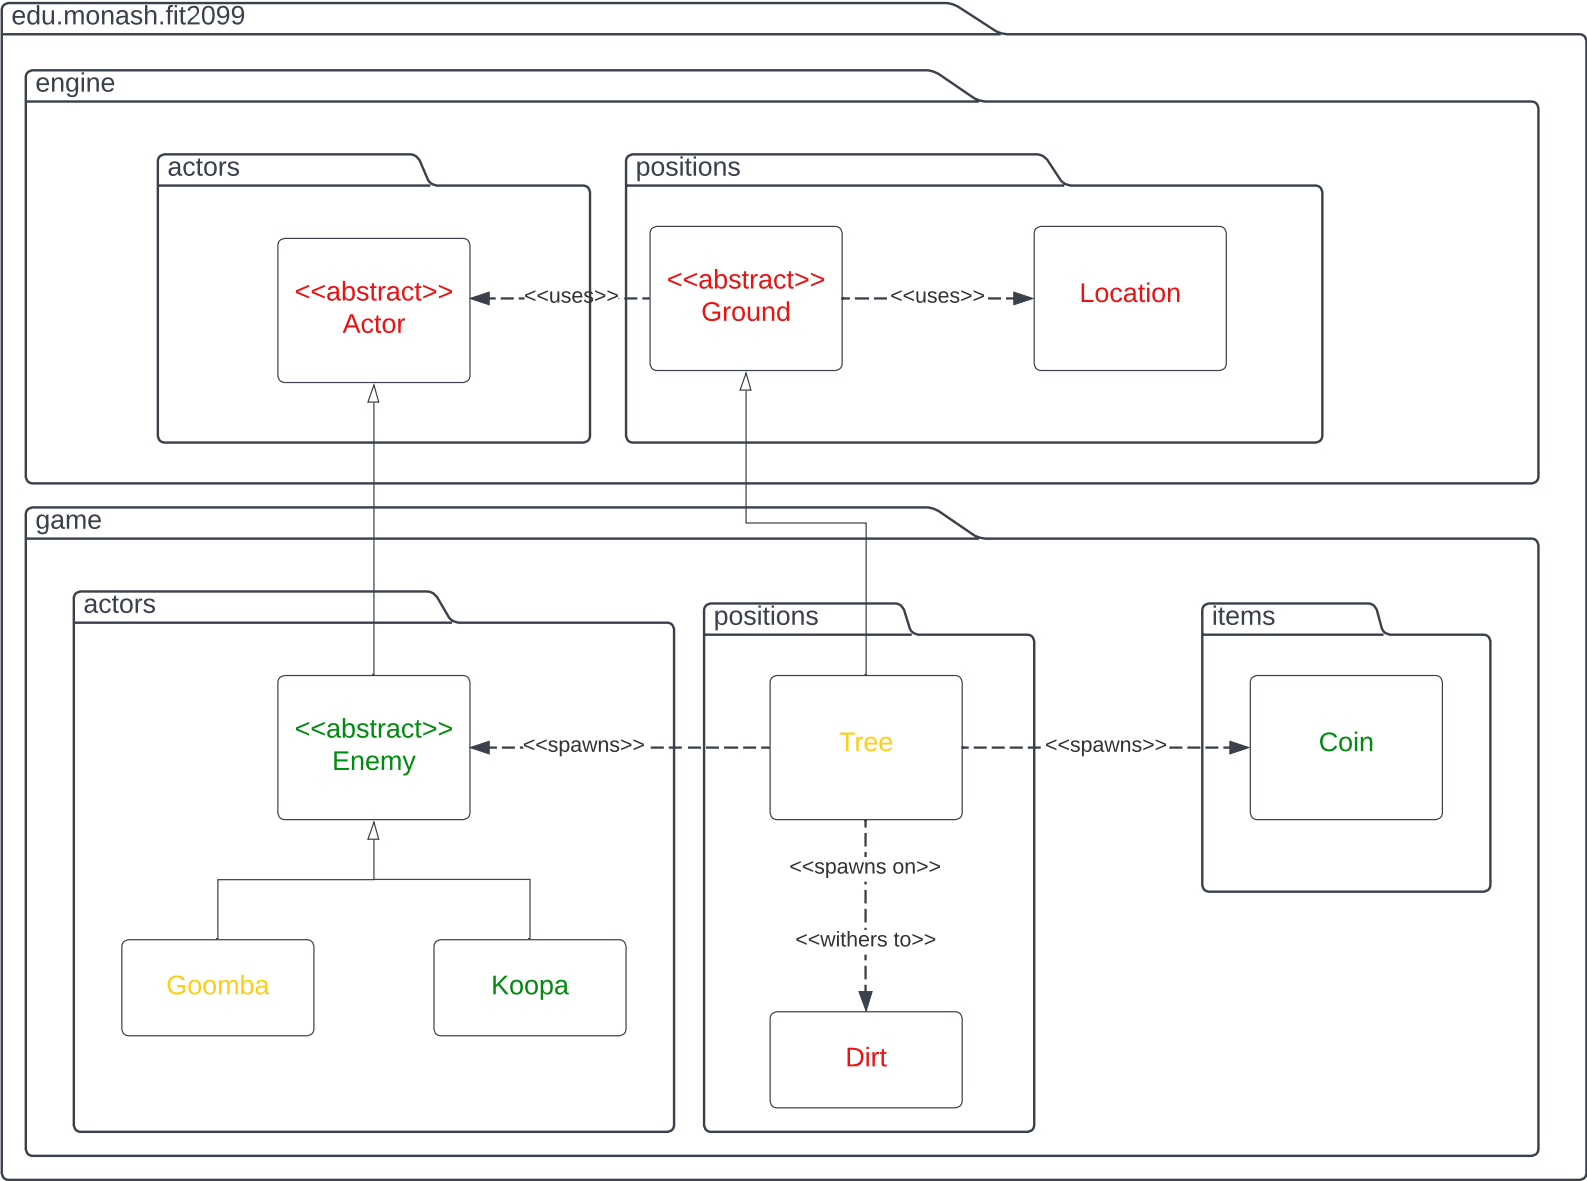 edu.monash.fit2099
engine
actors
positions
<<abstract>>
Actor
<<uses>>
<<abstract>>
Ground
<<uses>>
Location
game
actors
positions
items
<<abstract>>
Enemy
<<spawns>>
Tree
<<spawns>>
Coin
<<spawns on>>
<<withers to>>
Goomba
Koopa
Dirt